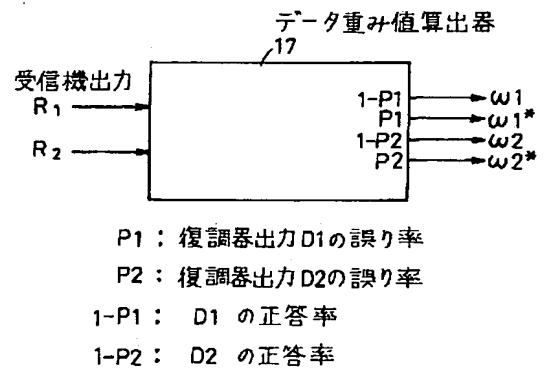 データ重み値算出器
17
受信機出力
R1
R2
1-P1 ω1
P1 ω1*
1-P2 ω2
P2 ω2*
P1 : 復調器出力D1の誤り率
P2 : 復調器出力D2の誤り率
1-P1 : D1 の正答率
1-P2 : D2 の正答率